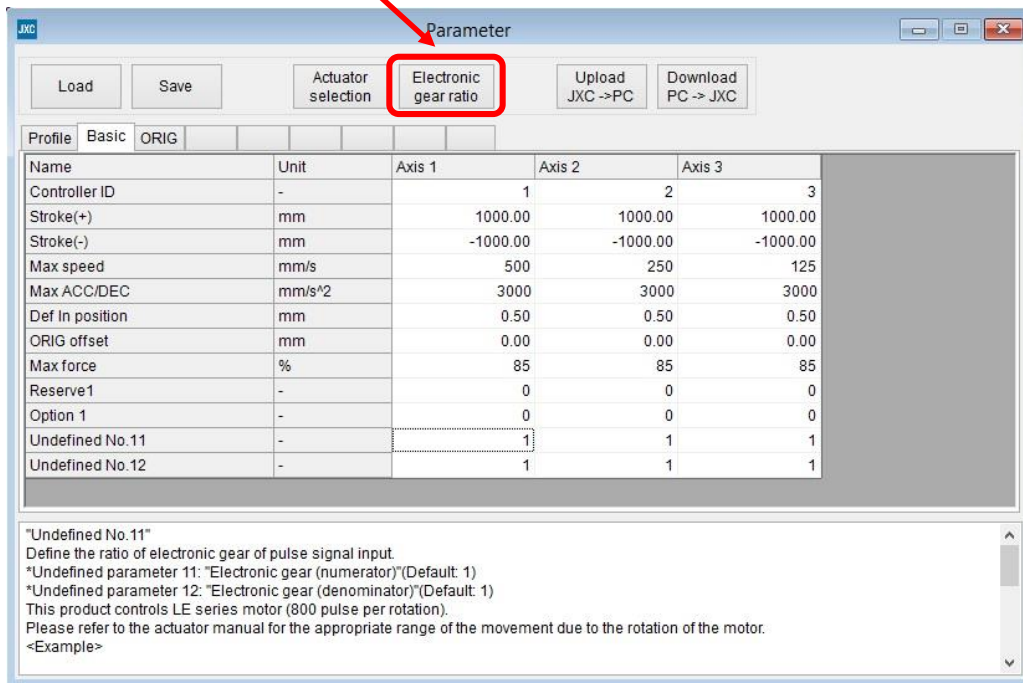 JXC
Parameter
Load Save Actuator selection Electronic gear ratio Upload JXC ->PC Download PC -> JXC
Profile Basic ORIG
Name Unit Axis 1 Axis 2 Axis 3
Controller ID - 1 2 3
Stroke(+) mm 1000.00 1000.00 1000.00
Stroke(-) mm -1000.00 -1000.00 -1000.00
Max speed mm/s 500 250 125
Max ACC/DEC mm/s^2 3000 3000 3000
Def In position mm 0.50 0.50 0.50
ORIG offset mm 0.00 0.00 0.00
Max force % 85 85 85
Reserve1 - 0 0 0
Option 1 - 0 0 0
Undefined No.11 - 1 1 1
Undefined No.12 - 1 1 1
"Undefined No.11"
Define the ratio of electronic gear of pulse signal input.
*Undefined parameter 11: "Electronic gear (numerator)"(Default: 1)
*Undefined parameter 12: "Electronic gear (denominator)"(Default: 1)
This product controls LE series motor (800 pulse per rotation).
Please refer to the actuator manual for the appropriate range of the movement due to the rotation of the motor.
<Example>